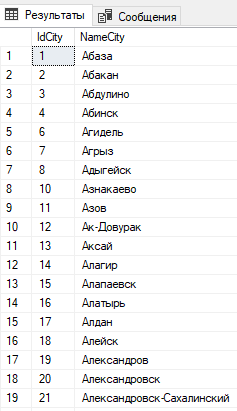 Результаты Сообщения
IdCity NameCity
1 1 Абаза
2 2 Абакан
3 3 Абдулино
4 4 Абинск
5 6 Агидель
6 7 Агрыз
7 8 Адыгейск
8 10 Азнакаево
9 11 Азов
10 12 Ак-Довурак
11 13 Аксай
12 14 Алагир
13 15 Алапаевск
14 16 Алатырь
15 17 Алдан
16 18 Алейск
17 19 Александров
18 20 Александровск
19 21 Александровск-Сахалинский